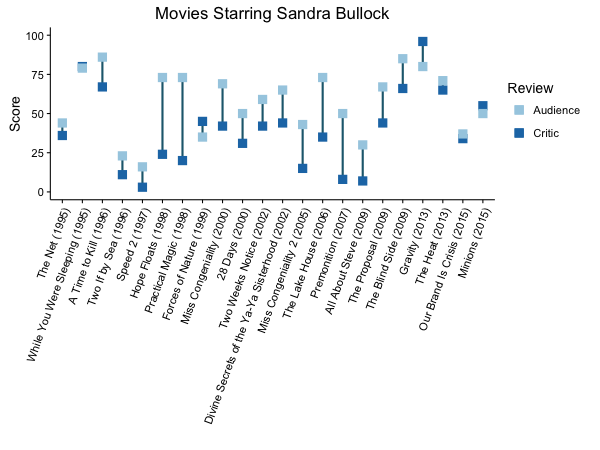 Movies Starring Sandra Bullock
100
75
50
25
0
Score
Review
Audience
Critic
The Net (1995)
While You Were Sleeping (1995)
A Time to Kill (1996)
Two If by Sea (1996)
Speed 2 (1997)
Hope Floats (1998)
Practical Magic (1998)
Forces of Nature (1999)
Miss Congeniality (2000)
28 Days (2000)
Two Weeks Notice (2002)
Divine Secrets of the Ya-Ya Sisterhood (2002)
Miss Congeniality 2 (2005)
The Lake House (2006)
Premonition (2007)
All About Steve (2009)
The Proposal (2009)
The Blind Side (2009)
Gravity (2013)
The Heat (2013)
Our Brand Is Crisis (2015)
Minions (2015)